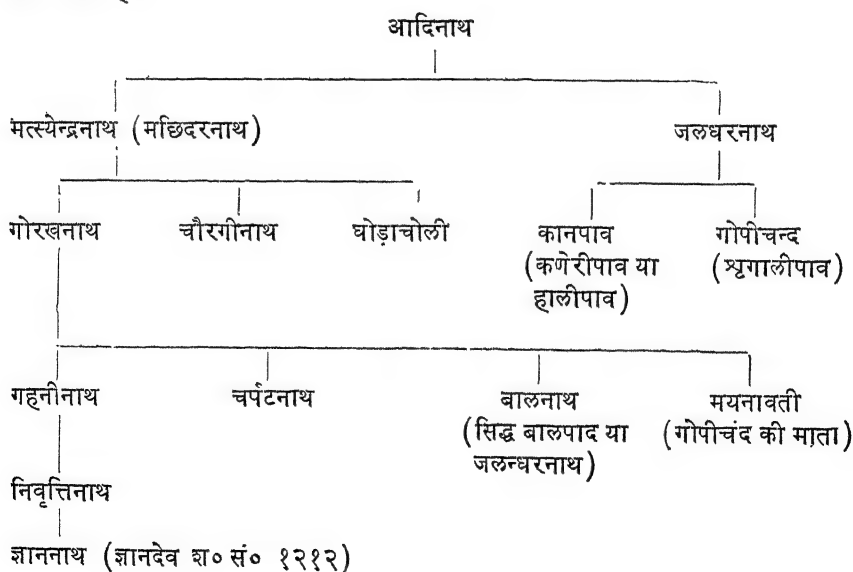 आदिनाथ
मत्स्येन्द्रनाथ (मछिदरनाथ) जलधरनाथ
गोरखनाथ चौरगीनाथ घोड़ाचोली कानपाव गोपीचन्द
(कणेरीपाव या (शृगालीपाव)
हालीपाव)
गहनीनाथ चर्पटनाथ बालनाथ मयनावती
(सिद्ध बालपाद या (गोपीचंद की माता)
जलन्धरनाथ)
निवृत्तिनाथ
ज्ञाननाथ (ज्ञानदेव श० सं० १२१२)